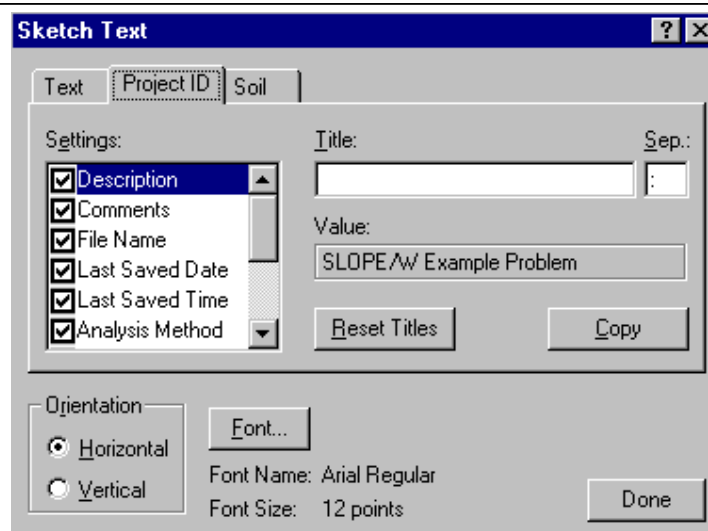 Sketch Text
Text Project ID Soil
Settings:
Description
Comments
File Name
Last Saved Date
Last Saved Time
Analysis Method
Title:
Sep.:
:
Value:
SLOPE/W Example Problem
Reset Titles
Copy
Orientation
Horizontal
Vertical
Font...
Font Name: Arial Regular
Font Size: 12 points
Done